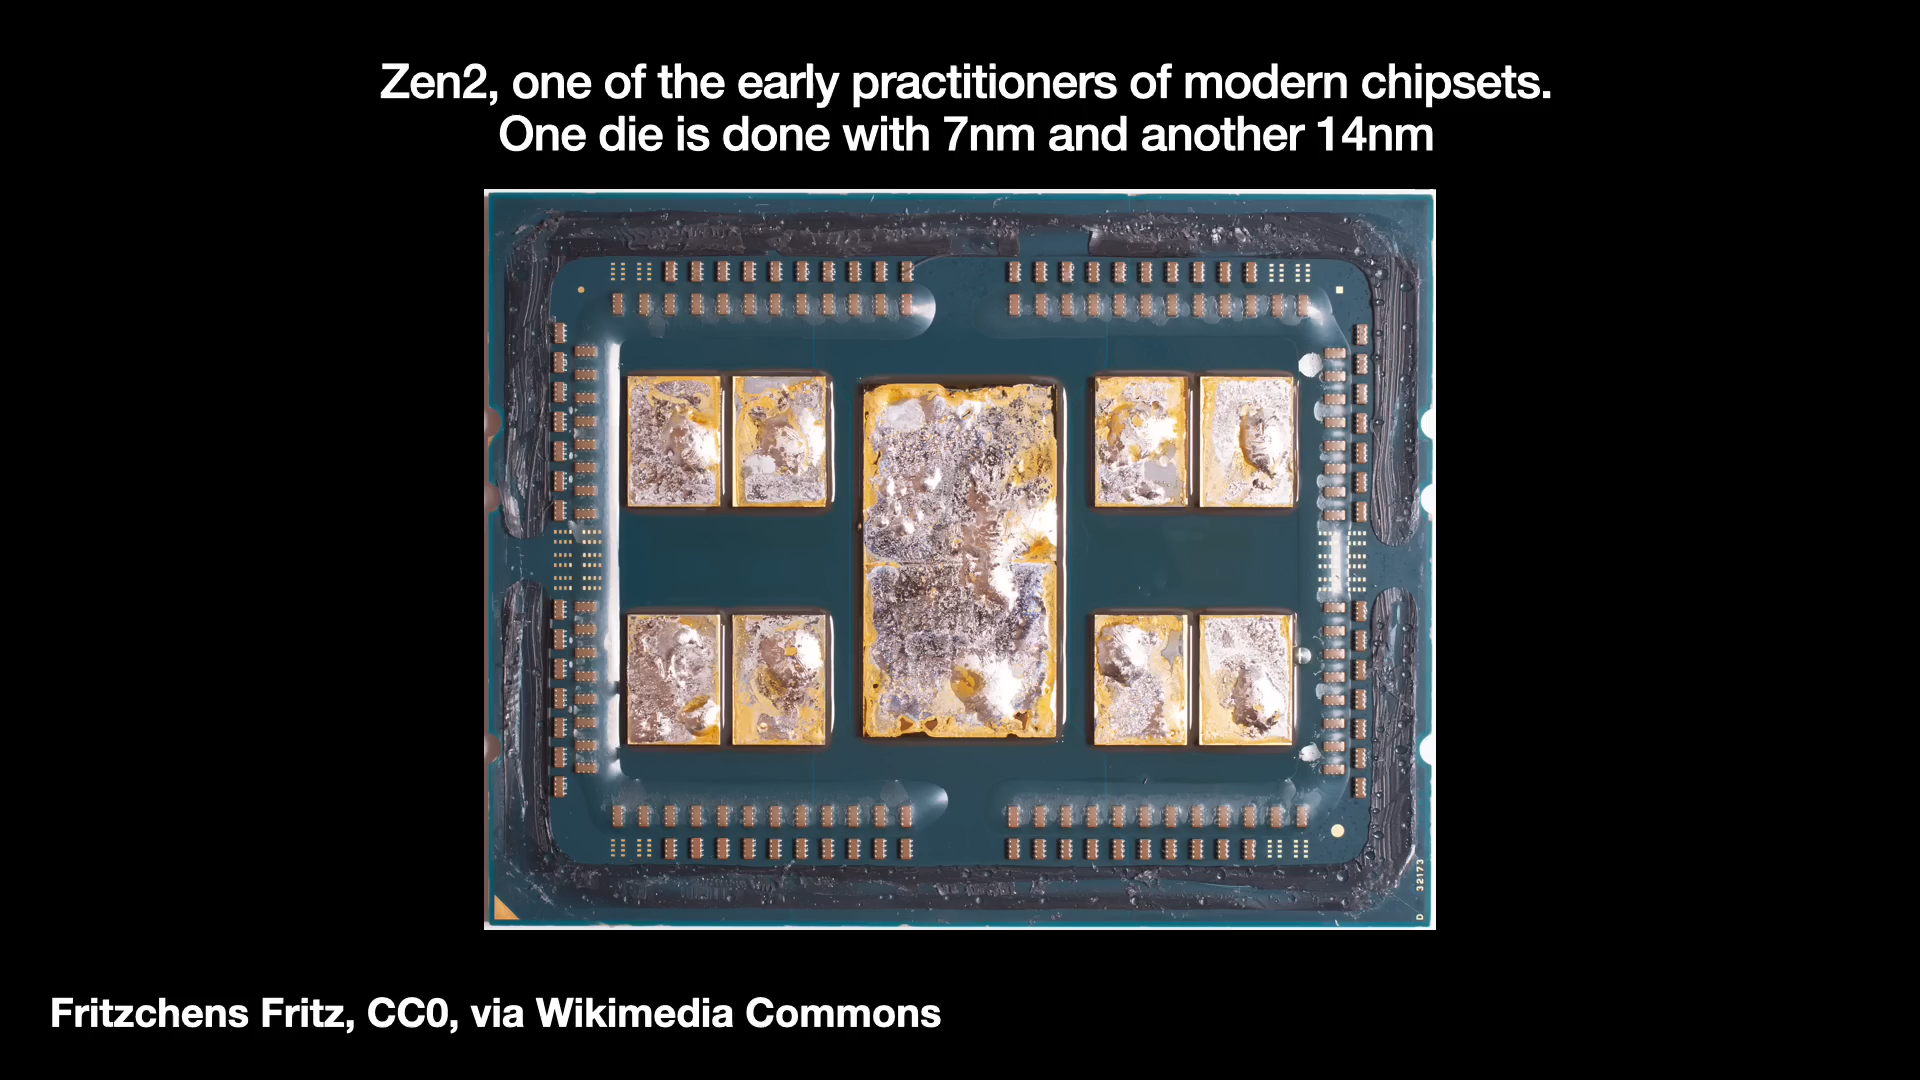 Zen2, one of the early practitioners of modern chipsets.
One die is done with 7nm and another 14nm
32173
D
Fritzchens Fritz, CC0, via Wikimedia Commons